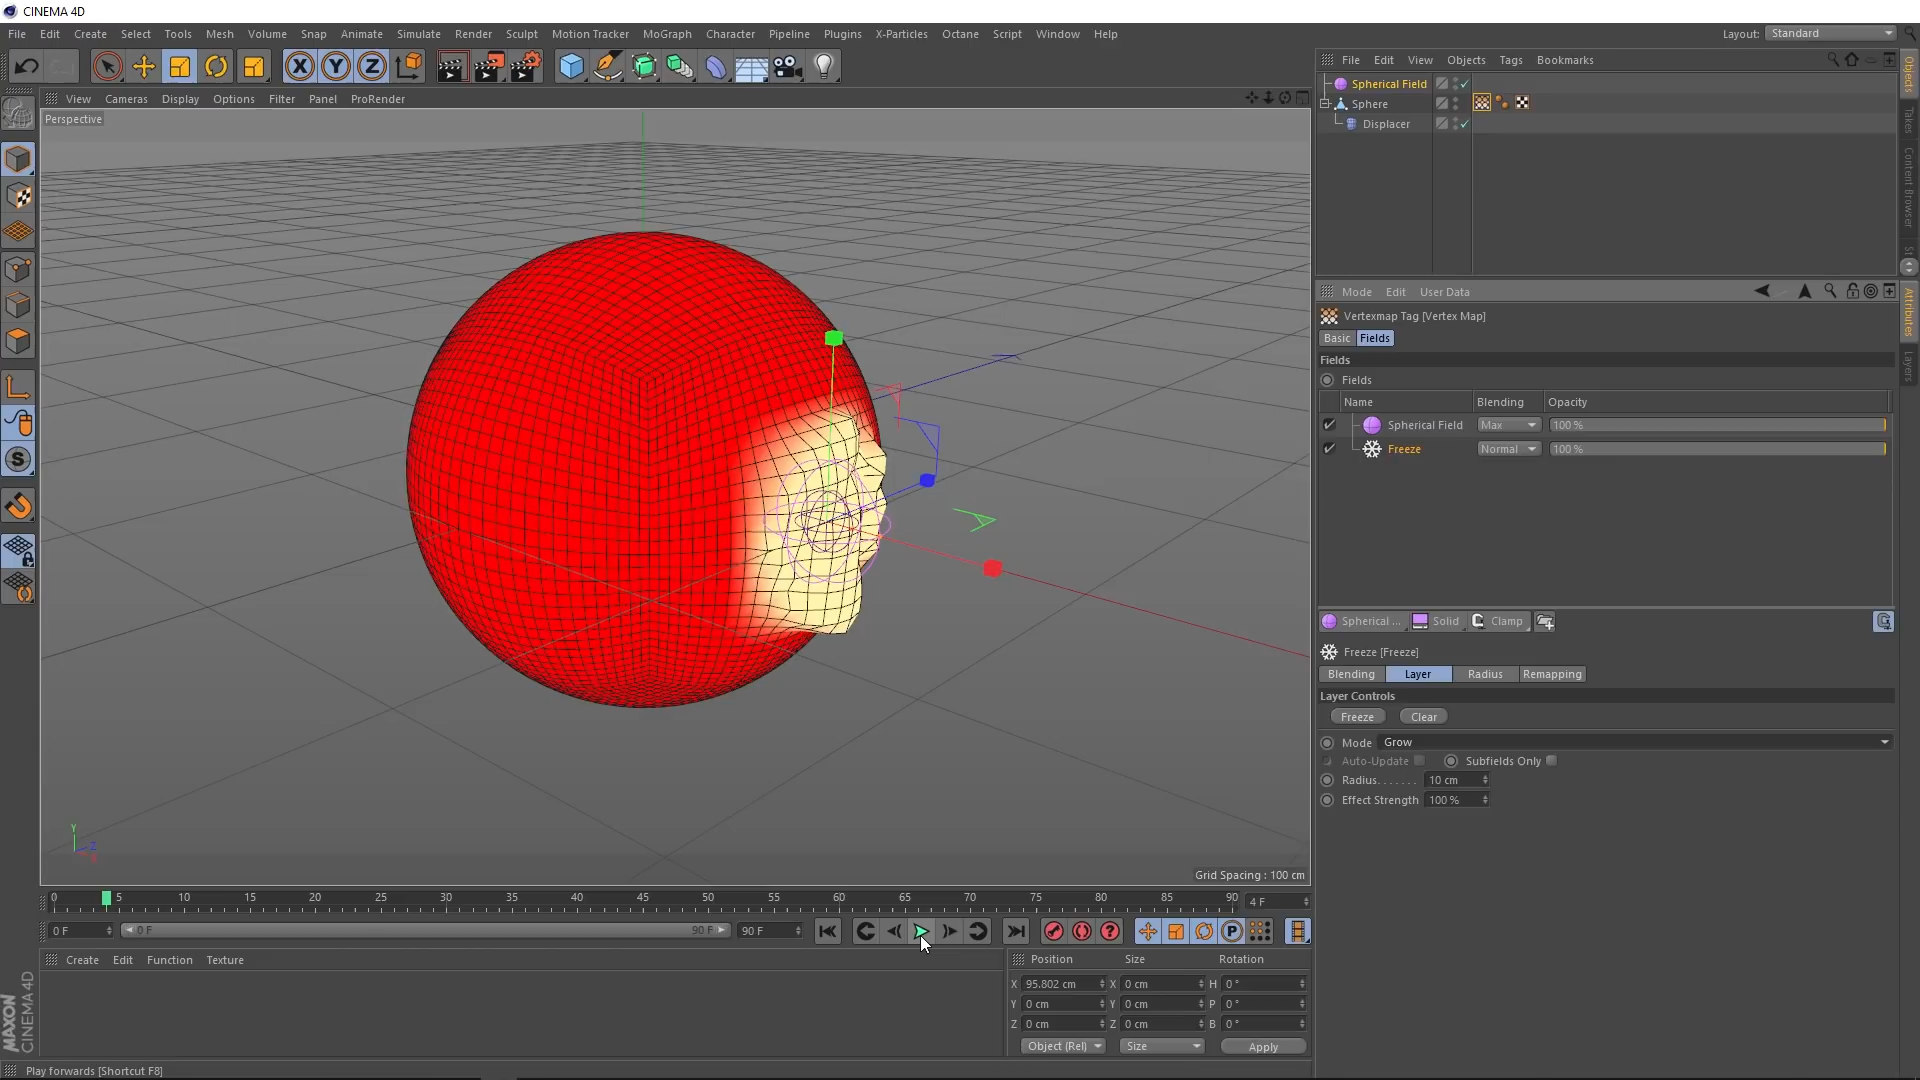 CINEMA 4D
File Edit Create Select Tools Mesh Volume Snap Animate Simulate Render Sculpt Motion Tracker MoGraph Character Pipeline Plugins X-Particles Octane Script Window Help
Layout: Standard
X Y Z
File Edit View Objects Tags Bookmarks
Spherical Field
Sphere
Displacer
Objects
Takes
Content Browser
View Cameras Display Options Filter Panel ProRender
Perspective
Grid Spacing : 100 cm
Y
Z
X
Mode Edit User Data
Vertexmap Tag [Vertex Map]
Basic Fields
Fields
Fields
Name Blending Opacity
Spherical Field Max 100 %
Freeze Normal 100 %
Spherical ... Solid Clamp
Freeze [Freeze]
Blending Layer Radius Remapping
Layer Controls
Freeze Clear
Mode Grow
Auto-Update Subfields Only
Radius....... 10 cm
Effect Strength 100 %
Attributes
Layers
0 5 10 15 20 25 30 35 40 45 50 55 60 65 70 75 80 85 90
4 F
0 F 0 F 90 F 90 F
P
Create Edit Function Texture
Position Size Rotation
X 95.802 cm X 0 cm H 0 °
Y 0 cm Y 0 cm P 0 °
Z 0 cm Z 0 cm B 0 °
Object (Rel) Size Apply
MAXON
CINEMA 4D
Play forwards [Shortcut F8]